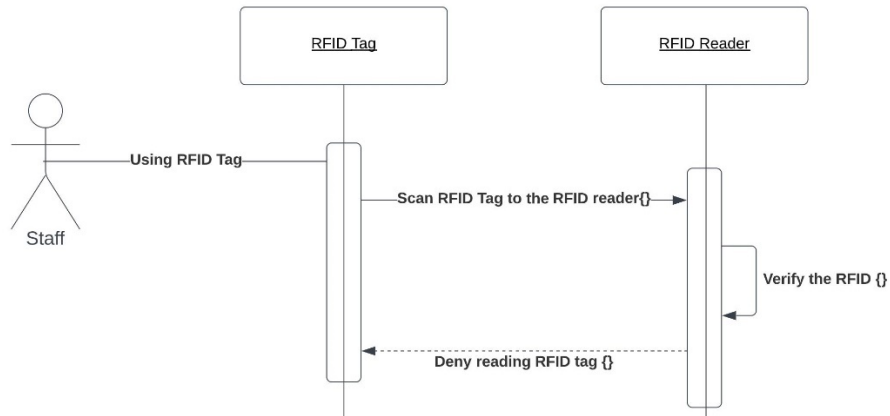 RFID Tag
RFID Reader
Using RFID Tag
Scan RFID Tag to the RFID reader{}
Staff
Verify the RFID {}
Deny reading RFID tag {}